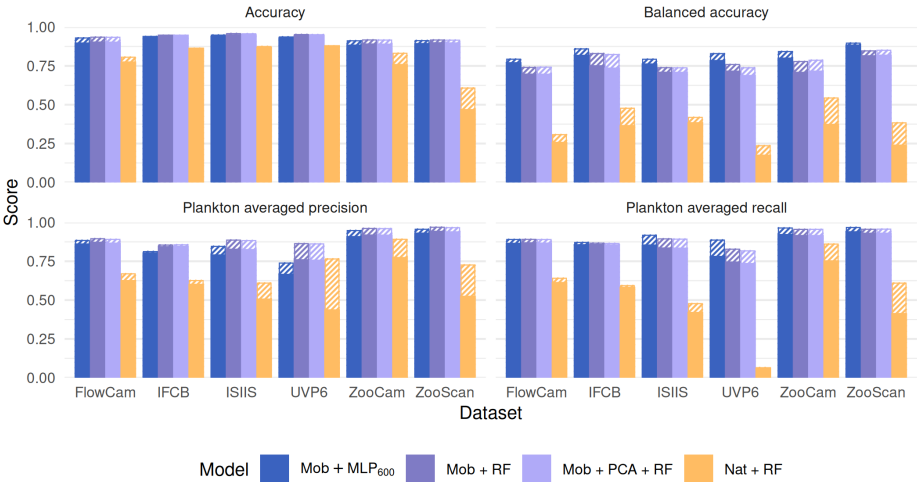 Accuracy
Balanced accuracy
1.00
0.75
0.50
0.25
0.00
Plankton averaged precision
Plankton averaged recall
1.00
0.75
0.50
0.25
0.00
Score
FlowCam IFCB ISIIS UVP6 ZooCam ZooScan
FlowCam IFCB ISIIS UVP6 ZooCam ZooScan
Dataset
Model Mob + MLP₆₀₀ Mob + RF Mob + PCA + RF Nat + RF